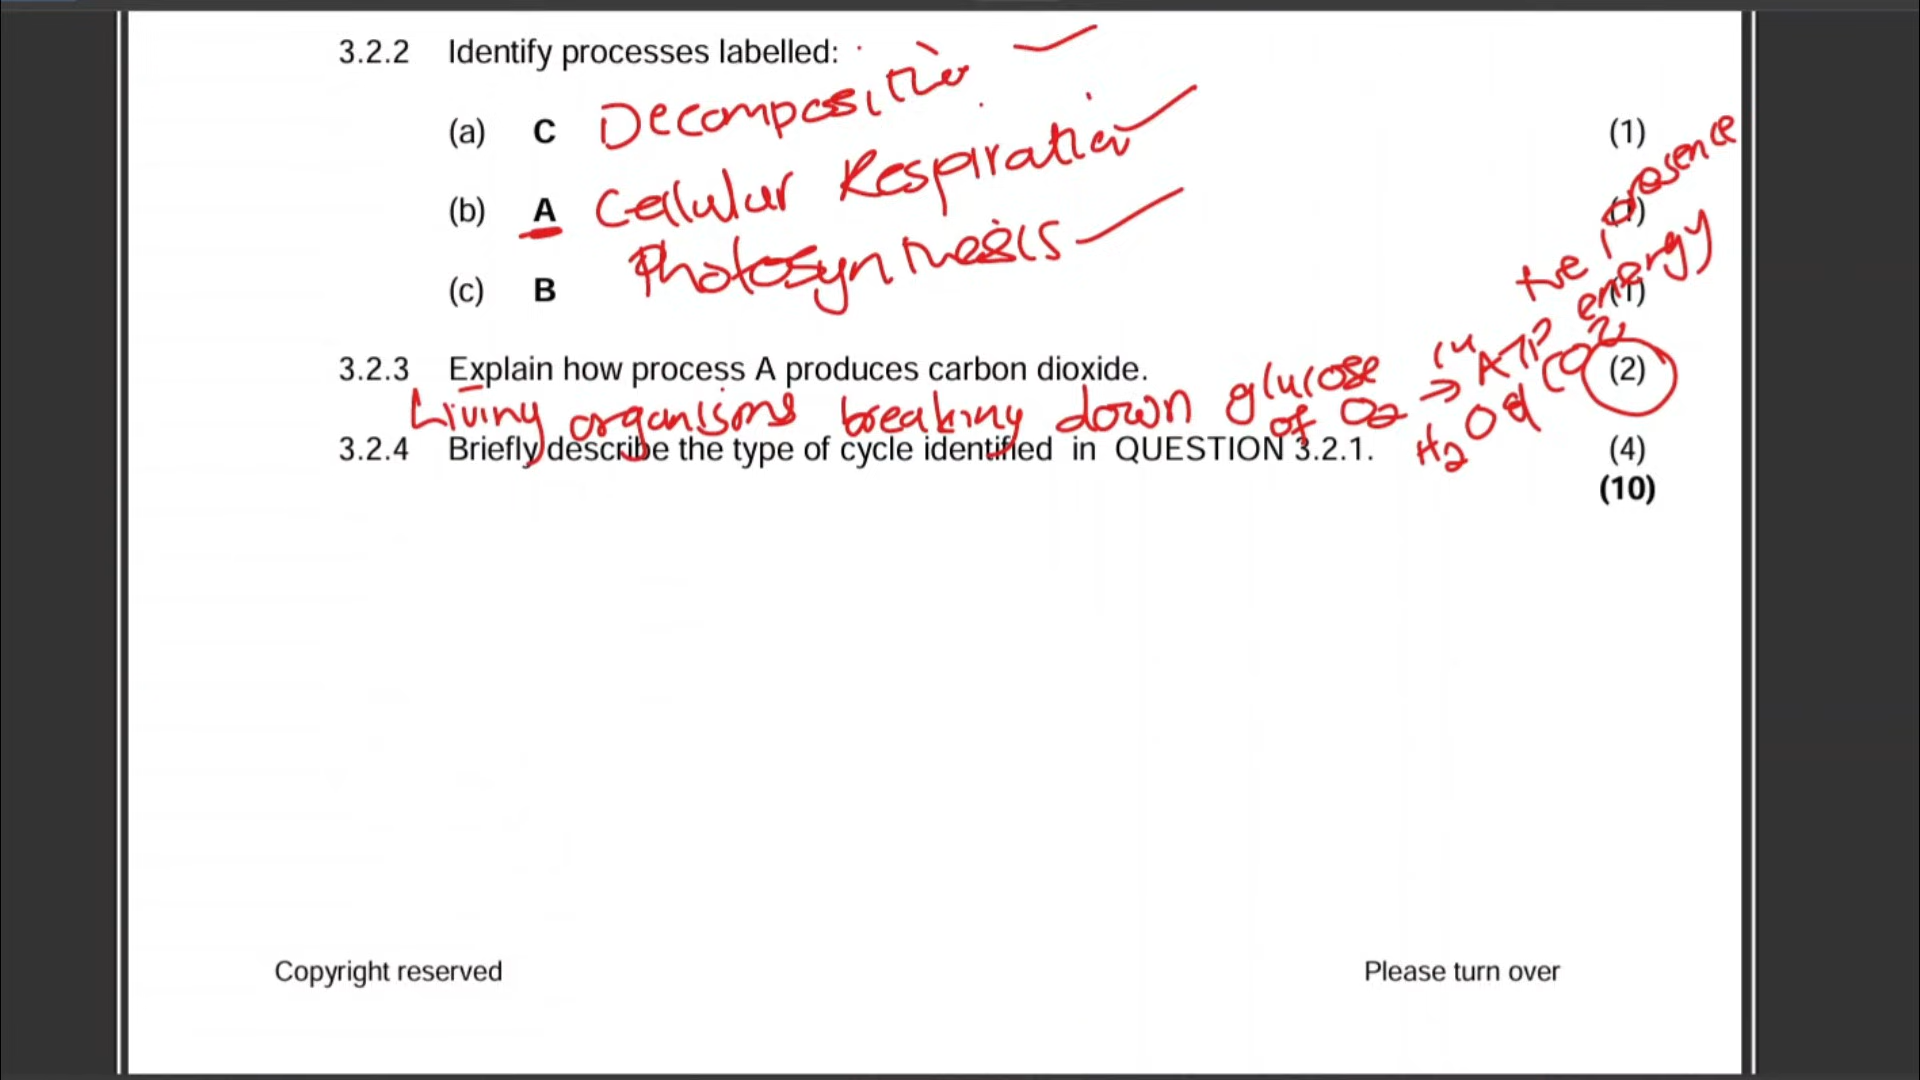 3.2.2 Identify processes labelled:
(a) C Decomposition (1)
(b) A Cellular Respiration (1)
(c) B Photosynthesis (1)
3.2.3 Explain how process A produces carbon dioxide. (2)
Living organisms breaking down glucose in the presence
of O2 → ATP energy
H2O CO2
3.2.4 Briefly describe the type of cycle identified in QUESTION 3.2.1. (4)
(10)
Copyright reserved Please turn over